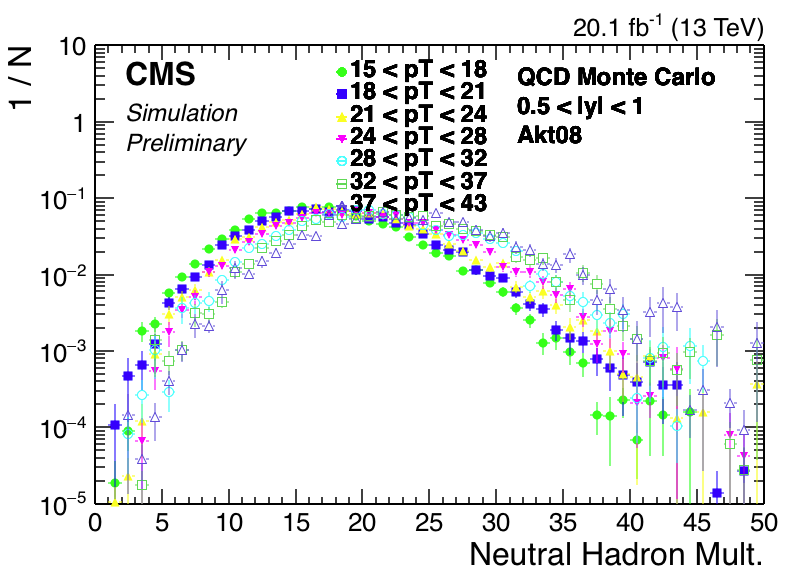 20.1 fb⁻¹ (13 TeV)
1 / N
CMS
Simulation
Preliminary
15 < pT < 18
18 < pT < 21
21 < pT < 24
24 < pT < 28
28 < pT < 32
32 < pT < 37
37 < pT < 43
QCD Monte Carlo
0.5 < |y| < 1
Akt08
10
1
10⁻¹
10⁻²
10⁻³
10⁻⁴
10⁻⁵
0 5 10 15 20 25 30 35 40 45 50
Neutral Hadron Mult.